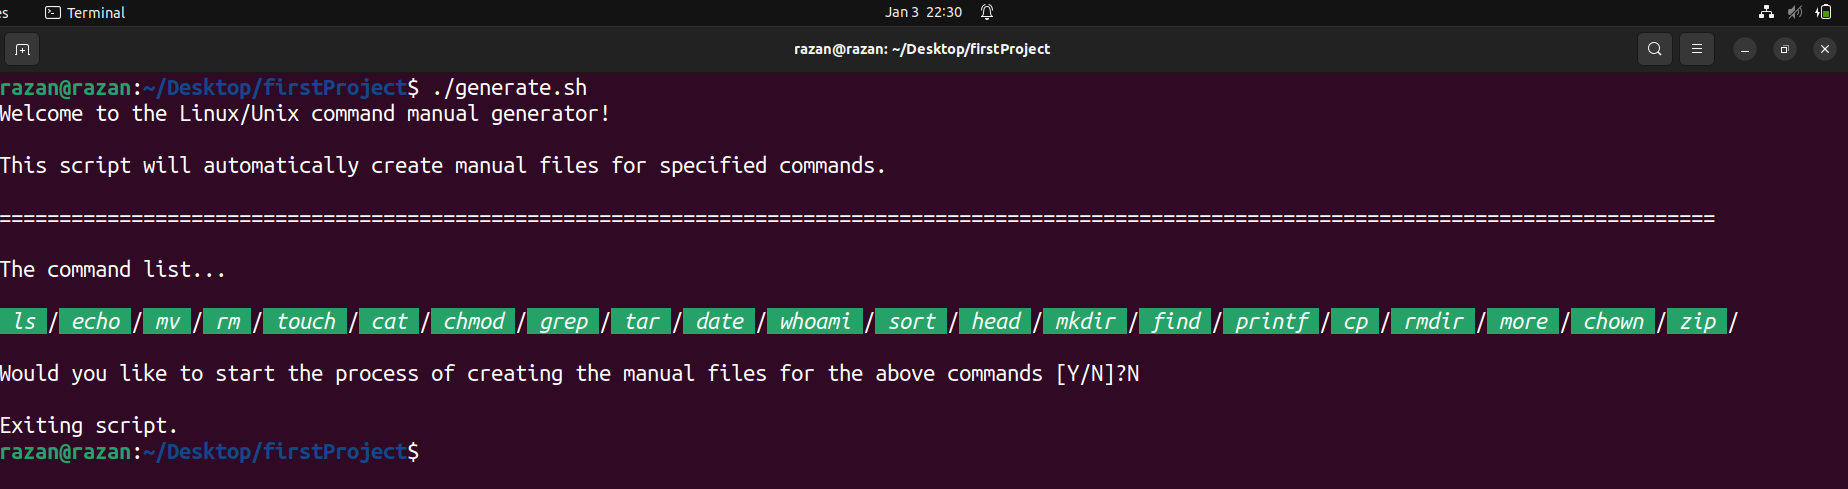 es Terminal Jan 3 22:30
razan@razan: ~/Desktop/firstProject
razan@razan:~/Desktop/firstProject$ ./generate.sh
Welcome to the Linux/Unix command manual generator!
This script will automatically create manual files for specified commands.
===============================================================================================================================================
The command list...
ls / echo / mv / rm / touch / cat / chmod / grep / tar / date / whoami / sort / head / mkdir / find / printf / cp / rmdir / more / chown / zip /
Would you like to start the process of creating the manual files for the above commands [Y/N]?N
Exiting script.
razan@razan:~/Desktop/firstProject$